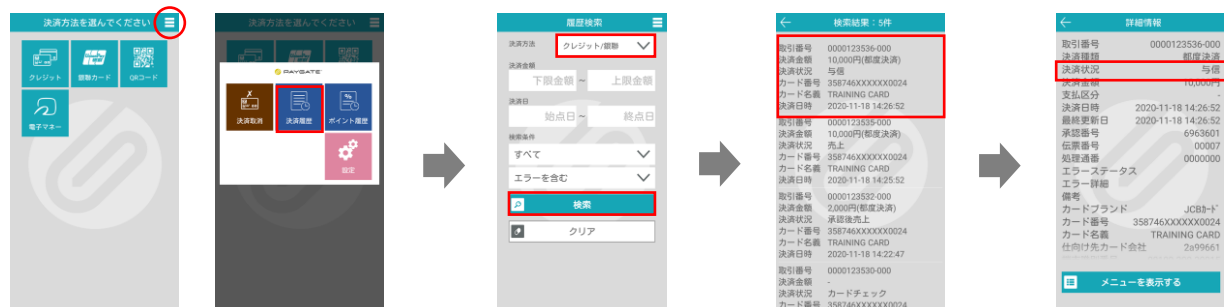 決済方法を選んでください
クレジット
銀聯カード
QRコード
電子マネー
決済方法を選んでください
PAYGATE
決済取消
決済履歴
ポイント履歴
設定
履歴検索
決済方法
クレジット/銀聯
決済金額
下限金額 ~ 上限金額
決済日
始点日 ~ 終点日
検索条件
すべて
エラーを含む
検索
クリア
検索結果：5件
取引番号 0000123536-000
決済金額 10,000円(都度決済)
決済状況 与信
カード番号 358746XXXXXX0024
カード名義 TRAINING CARD
決済日時 2020-11-18 14:26:52
取引番号 0000123535-000
決済金額 10,000円(都度決済)
決済状況 売上
カード番号 358746XXXXXX0024
カード名義 TRAINING CARD
決済日時 2020-11-18 14:25:52
取引番号 0000123532-000
決済金額 2,000円(都度決済)
決済状況 承認後売上
カード番号 358746XXXXXX0024
カード名義 TRAINING CARD
決済日時 2020-11-18 14:22:47
取引番号 0000123530-000
決済金額 -
決済状況 カードチェック
カード番号 358746XXXXXX0024
詳細情報
取引番号 0000123536-000
決済種類 都度決済
決済状況 与信
決済金額 10,000円
支払区分 -
決済日時 2020-11-18 14:26:52
最終更新日 2020-11-18 14:26:52
承認番号 6963601
伝票番号 00007
処理通番 0000000
エラーステータス
エラー詳細
備考
カードブランド JCBｶｰﾄﾞ
カード番号 358746XXXXXX0024
カード名義 TRAINING CARD
仕向け先カード会社 2a99661
メニューを表示する